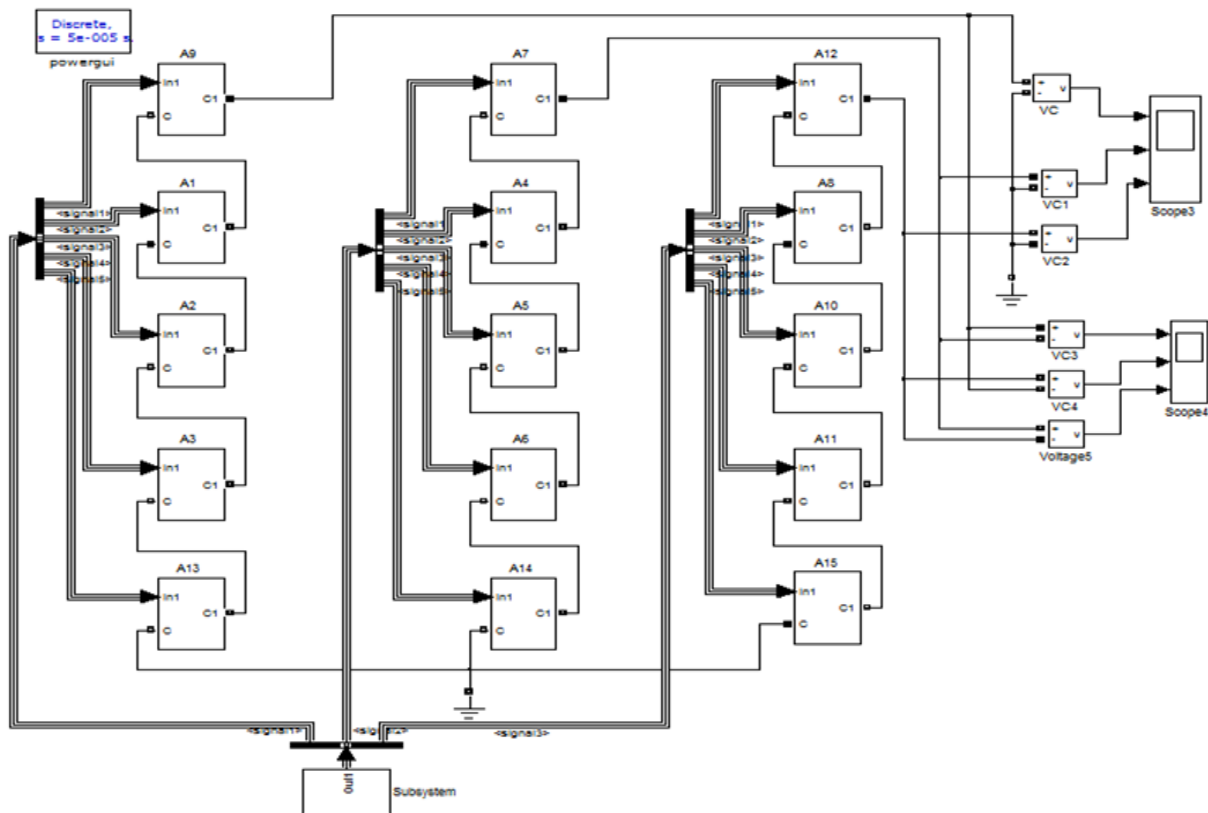 Discrete,
s = 5e-005 s.
powergui
A9
In1
C1
C
A1
In1
C1
C
A2
In1
C1
C
A3
In1
C1
C
A13
In1
C1
C
<signal1>
<signal2>
<signal3>
<signal4>
<signal5>
A7
In1
C1
C
A4
In1
C1
C
A5
In1
C1
C
A6
In1
C1
C
A14
In1
C1
C
<signal1
<signal2>
<signal3>
<signal4>
<signal5>
A12
In1
C1
C
A8
In1
C1
C
A10
In1
C1
C
A11
In1
C1
C
A15
In1
C1
C
<signal1>
<signal2>
<signal3>
<signal4>
<signal5>
+
-
v
VC
+
-
v
VC1
+
-
v
VC2
Scope3
+
-
v
VC3
+
-
v
VC4
+
-
v
Voltage5
Scope4
<signal1>
<signal2>
<signal3>
Out1
Subsystem